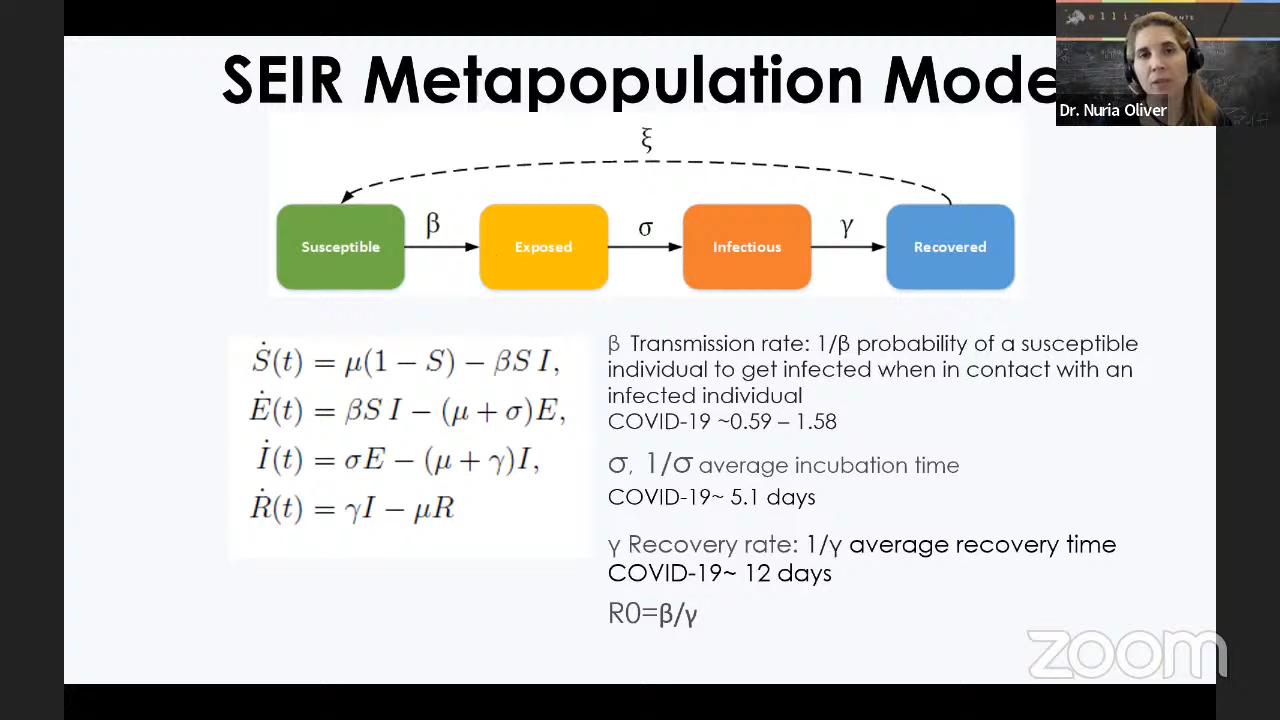 SEIR Metapopulation Mode
Dr. Nuria Oliver
ξ
β
σ
γ
Susceptible
Exposed
Infectious
Recovered
Ṡ(t) = μ(1 − S) − βS I,
Ė(t) = βS I − (μ + σ)E,
İ(t) = σE − (μ + γ)I,
Ṙ(t) = γI − μR
β Transmission rate: 1/β probability of a susceptible
individual to get infected when in contact with an
infected individual
COVID-19 ~0.59 – 1.58
σ, 1/σ average incubation time
COVID-19~ 5.1 days
γ Recovery rate: 1/γ average recovery time
COVID-19~ 12 days
R0=β/γ
zoom